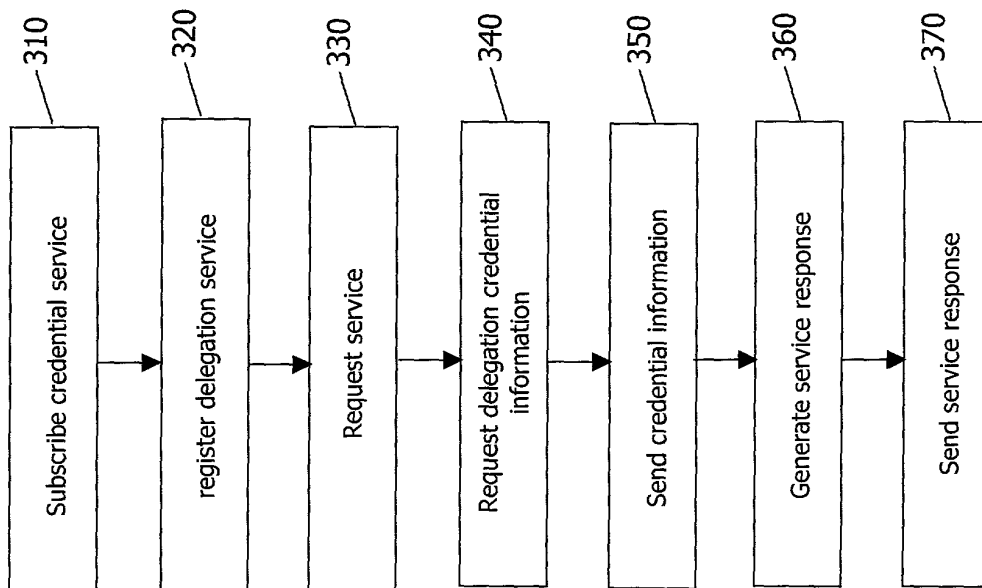 Subscribe credential service
310
register delegation service
320
Request service
330
Request delegation credential
information
340
Send credential information
350
Generate service response
360
Send service response
370